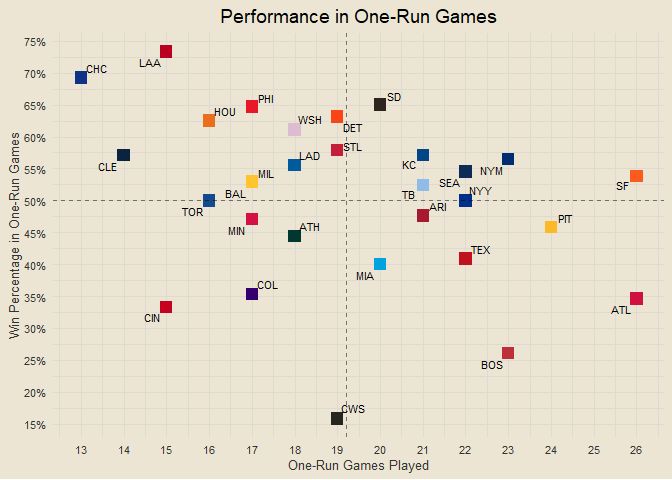 Performance in One-Run Games
75%
70%
65%
60%
55%
50%
45%
40%
35%
30%
25%
20%
15%
Win Percentage in One-Run Games
LAA
CHC
PHI
SD
HOU
WSH
DET
STL
CLE
LAD
KC
NYM
SEA
MIL
BAL
TB
NYY
SF
TOR
ARI
MIN
ATH
PIT
TEX
MIA
COL
CIN
ATL
BOS
CWS
13 14 15 16 17 18 19 20 21 22 23 24 25 26
One-Run Games Played